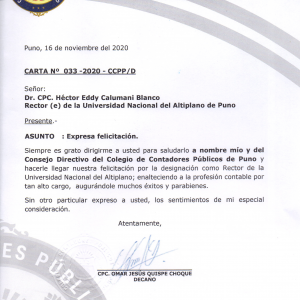 Puno, 16 de noviembre del 2020
CARTA Nº 033 -2020 - CCPP/D
Señor:
Dr. CPC. Héctor Eddy Calumani Blanco
Rector (e) de la Universidad Nacional del Altiplano de Puno
Presente.-
ASUNTO : Expresa felicitación.
Siempre es grato dirigirme a usted para saludarlo a nombre mío y del
Consejo Directivo del Colegio de Contadores Públicos de Puno y
hacerle llegar nuestra felicitación por la designación como Rector de la
Universidad Nacional del Altiplano; enalteciendo a la profesión contable por
tan alto cargo, augurándole muchos éxitos y parabienes.
Sin otro particular expreso a usted, los sentimientos de mi especial
consideración.
Atentamente,
CPC. OMAR JESÚS QUISPE CHOQUE
DECANO
ES PÚBL